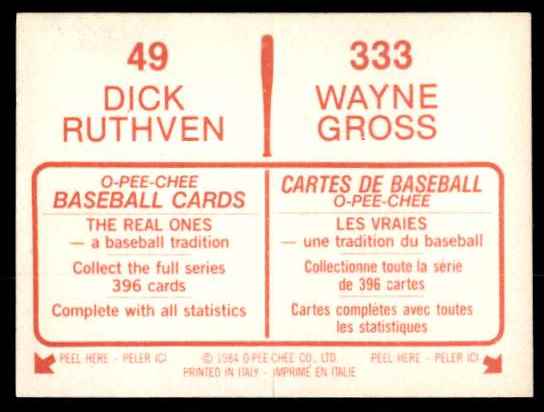 49
DICK
RUTHVEN
333
WAYNE
GROSS
O-PEE-CHEE
BASEBALL CARDS
THE REAL ONES
— a baseball tradition
Collect the full series
396 cards
Complete with all statistics
CARTES DE BASEBALL
O-PEE-CHEE
LES VRAIES
— une tradition du baseball
Collectionne toute la série
de 396 cartes
Cartes complètes avec toutes
les statistiques
PEEL HERE - PELER ICI
© 1984 O-PEE-CHEE CO., LTD.
PRINTED IN ITALY - IMPRIMÉ EN ITALIE
PEEL HERE - PELER ICI